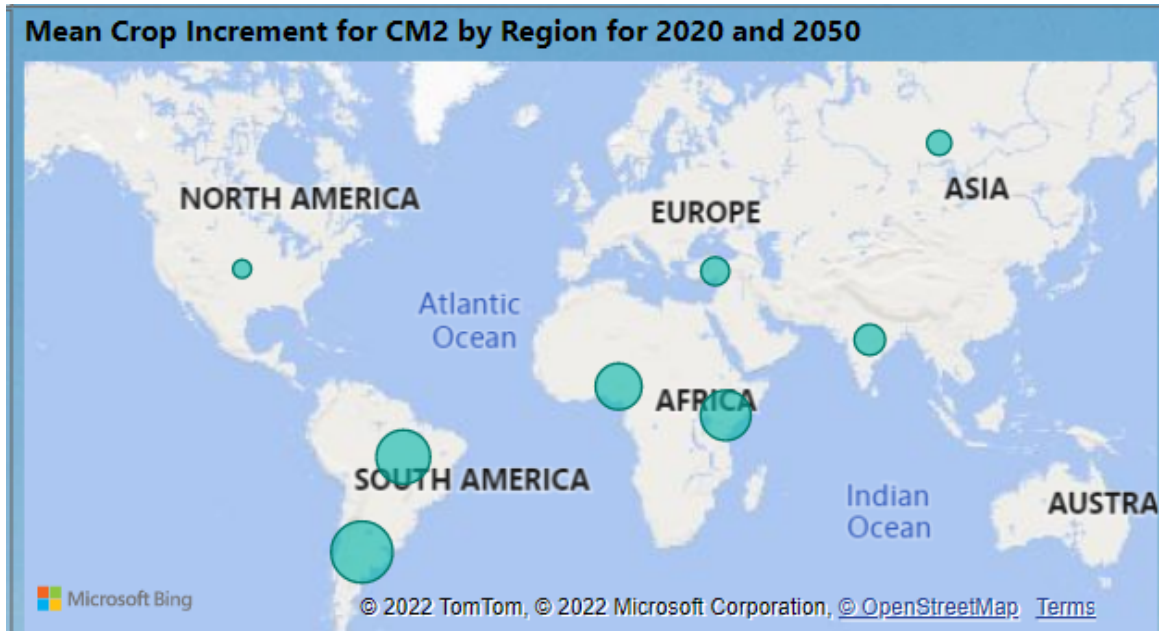 Mean Crop Increment for CM2 by Region for 2020 and 2050
NORTH AMERICA
ASIA
EUROPE
Atlantic
Ocean
AFRICA
SOUTH AMERICA
Indian
Ocean
AUSTRA
Microsoft Bing
© 2022 TomTom, © 2022 Microsoft Corporation, © OpenStreetMap Terms